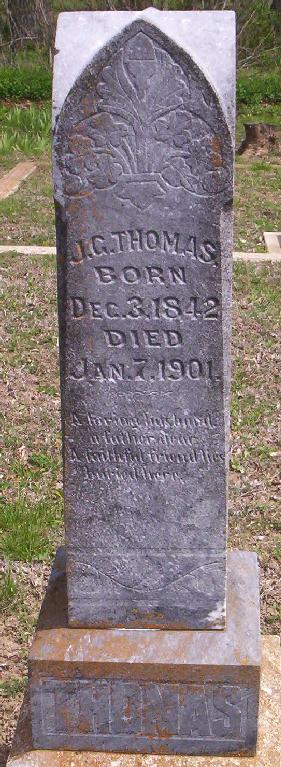 J.G. THOMAS.
BORN
DEC. 3, 1842
DIED
JAN. 7, 1901.
A loving husband
a father dear
A faithful friend lies
buried here.
THOMAS